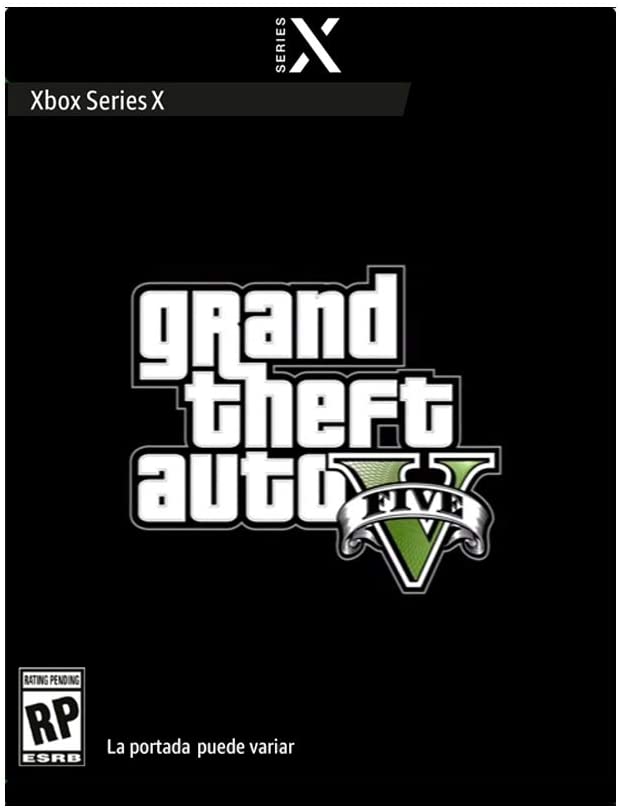 SERIES X
Xbox Series X
grand
theft
auto V
FIVE
RATING PENDING
RP
ESRB
La portada puede variar